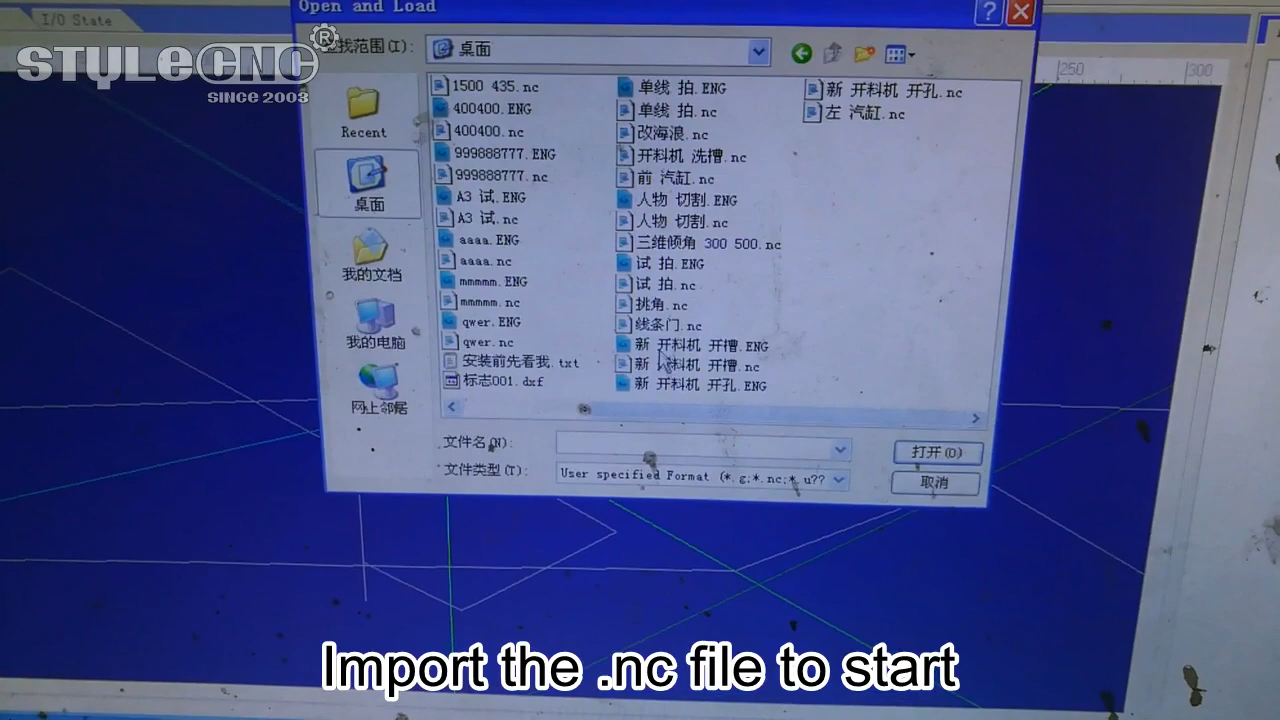 Open and Load
I/O State
STYLECNC®
SINCE 2003
找范围(I):
桌面
250
300
Recent
桌面
我的文档
我的电脑
网上邻居
1500 435.nc
400400.ENG
400400.nc
999888777.ENG
999888777.nc
A3 试.ENG
A3 试.nc
aaaa.ENG
aaaa.nc
mmmmm.ENG
mmmmm.nc
qwer.ENG
qwer.nc
安装前先看我.txt
标志001.dxf
单线 拍.ENG
单线 拍.nc
改海浪.nc
开料机 洗槽.nc
前 汽缸.nc
人物 切割.ENG
人物 切割.nc
三维倾角 300 500.nc
试 拍.ENG
试 拍.nc
挑角.nc
线条门.nc
新 开料机 开槽.ENG
新 开料机 开槽.nc
新 开料机 开孔.ENG
新 开料机 开孔.nc
左 汽缸.nc
文件名(N):
打开(O)
文件类型(T):
User specified Format (*.g;*.nc;*.u??
取消
Import the .nc file to start